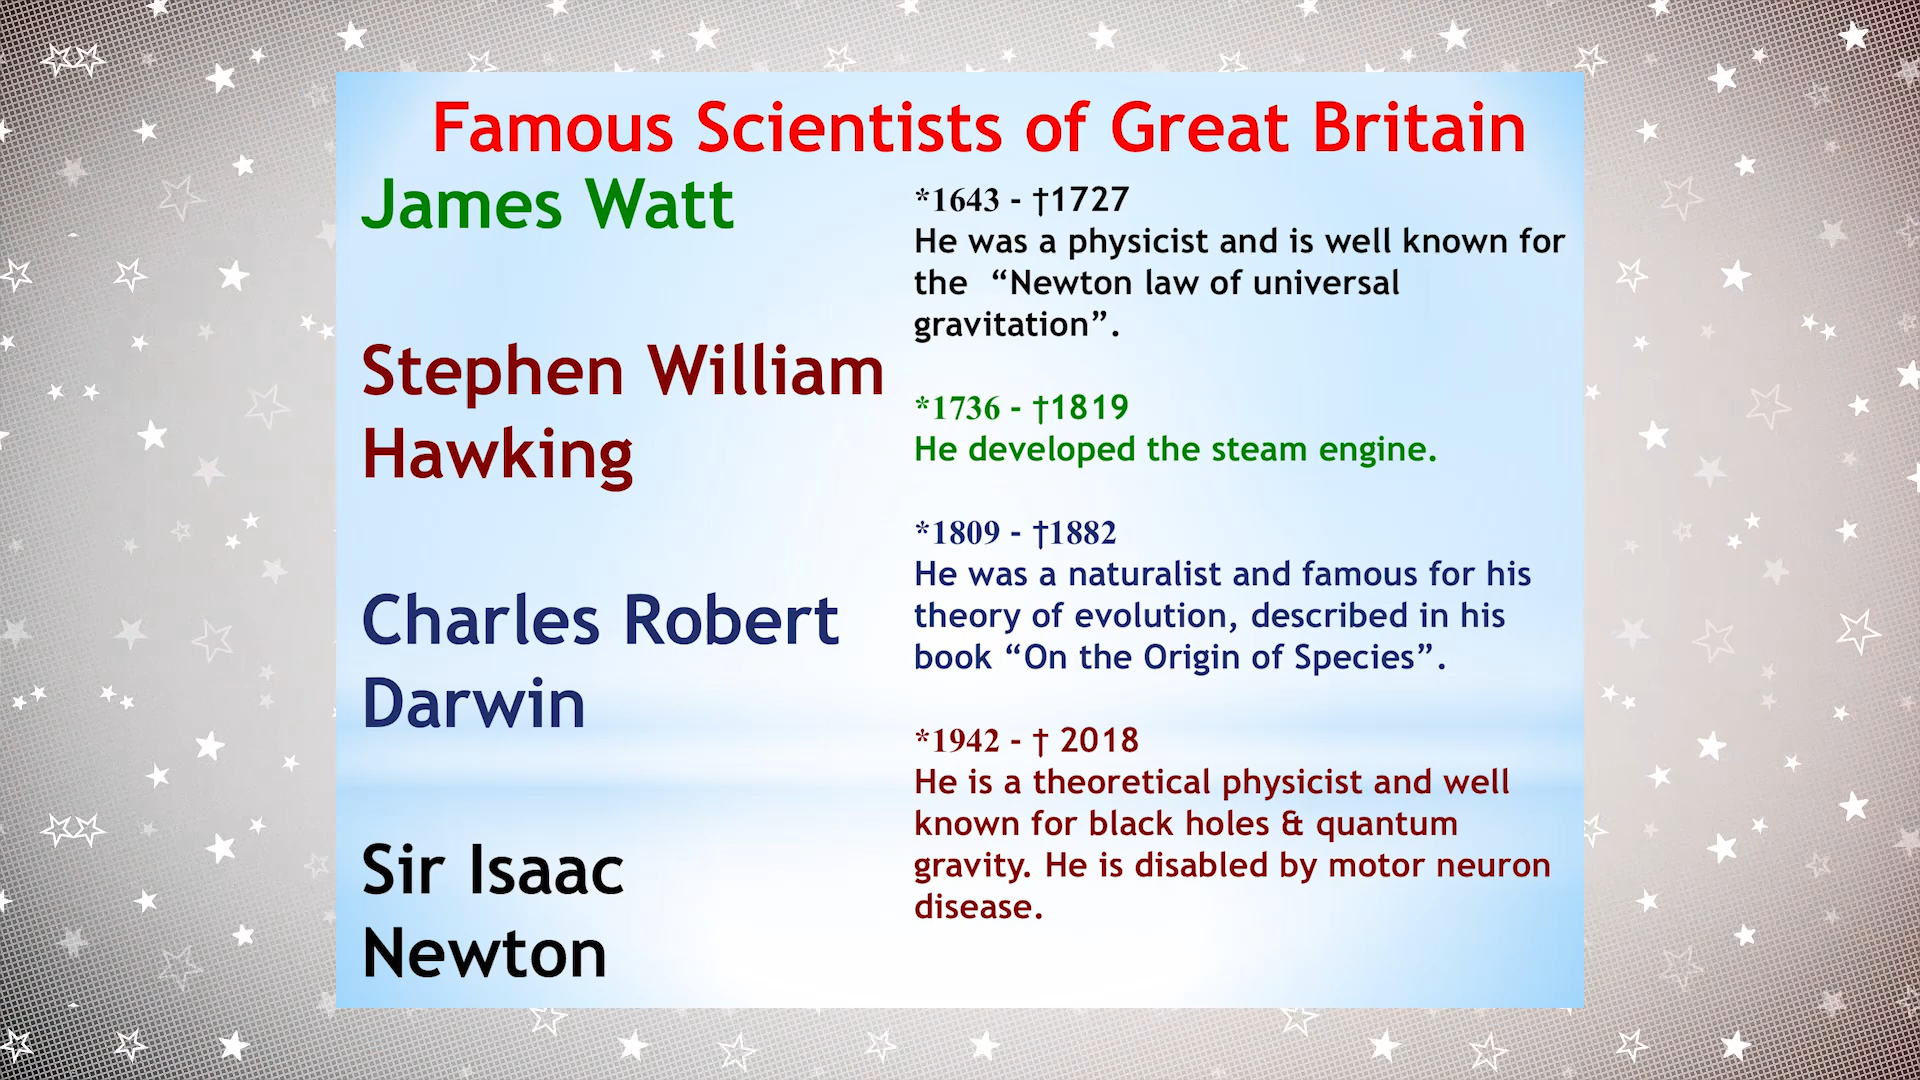 Famous Scientists of Great Britain
James Watt
Stephen William
Hawking
Charles Robert
Darwin
Sir Isaac
Newton
*1643 - †1727
He was a physicist and is well known for
the “Newton law of universal
gravitation”.
*1736 - †1819
He developed the steam engine.
*1809 - †1882
He was a naturalist and famous for his
theory of evolution, described in his
book “On the Origin of Species”.
*1942 - † 2018
He is a theoretical physicist and well
known for black holes & quantum
gravity. He is disabled by motor neuron
disease.